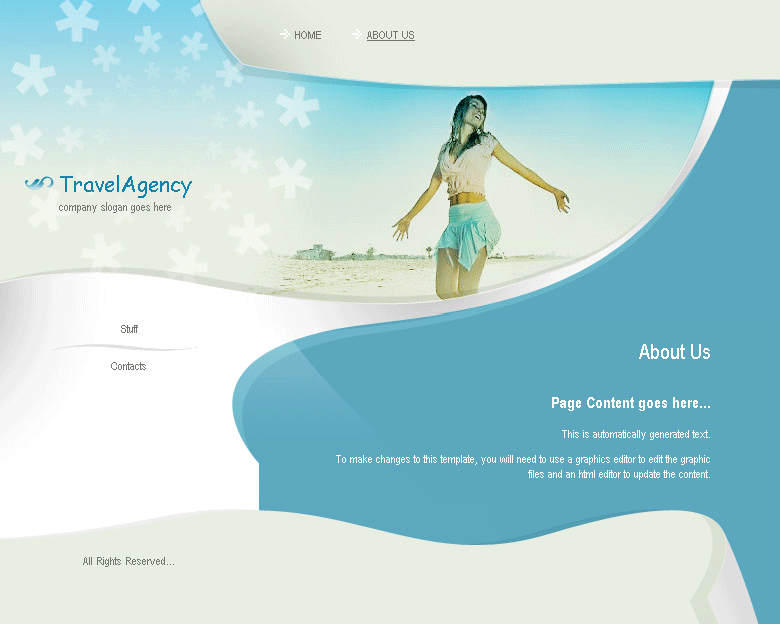 HOME
ABOUT US
TravelAgency
company slogan goes here
Stuff
Contacts
About Us
Page Content goes here...
This is automatically generated text.
To make changes to this template, you will need to use a graphics editor to edit the graphic
files and an html editor to update the content.
All Rights Reserved...